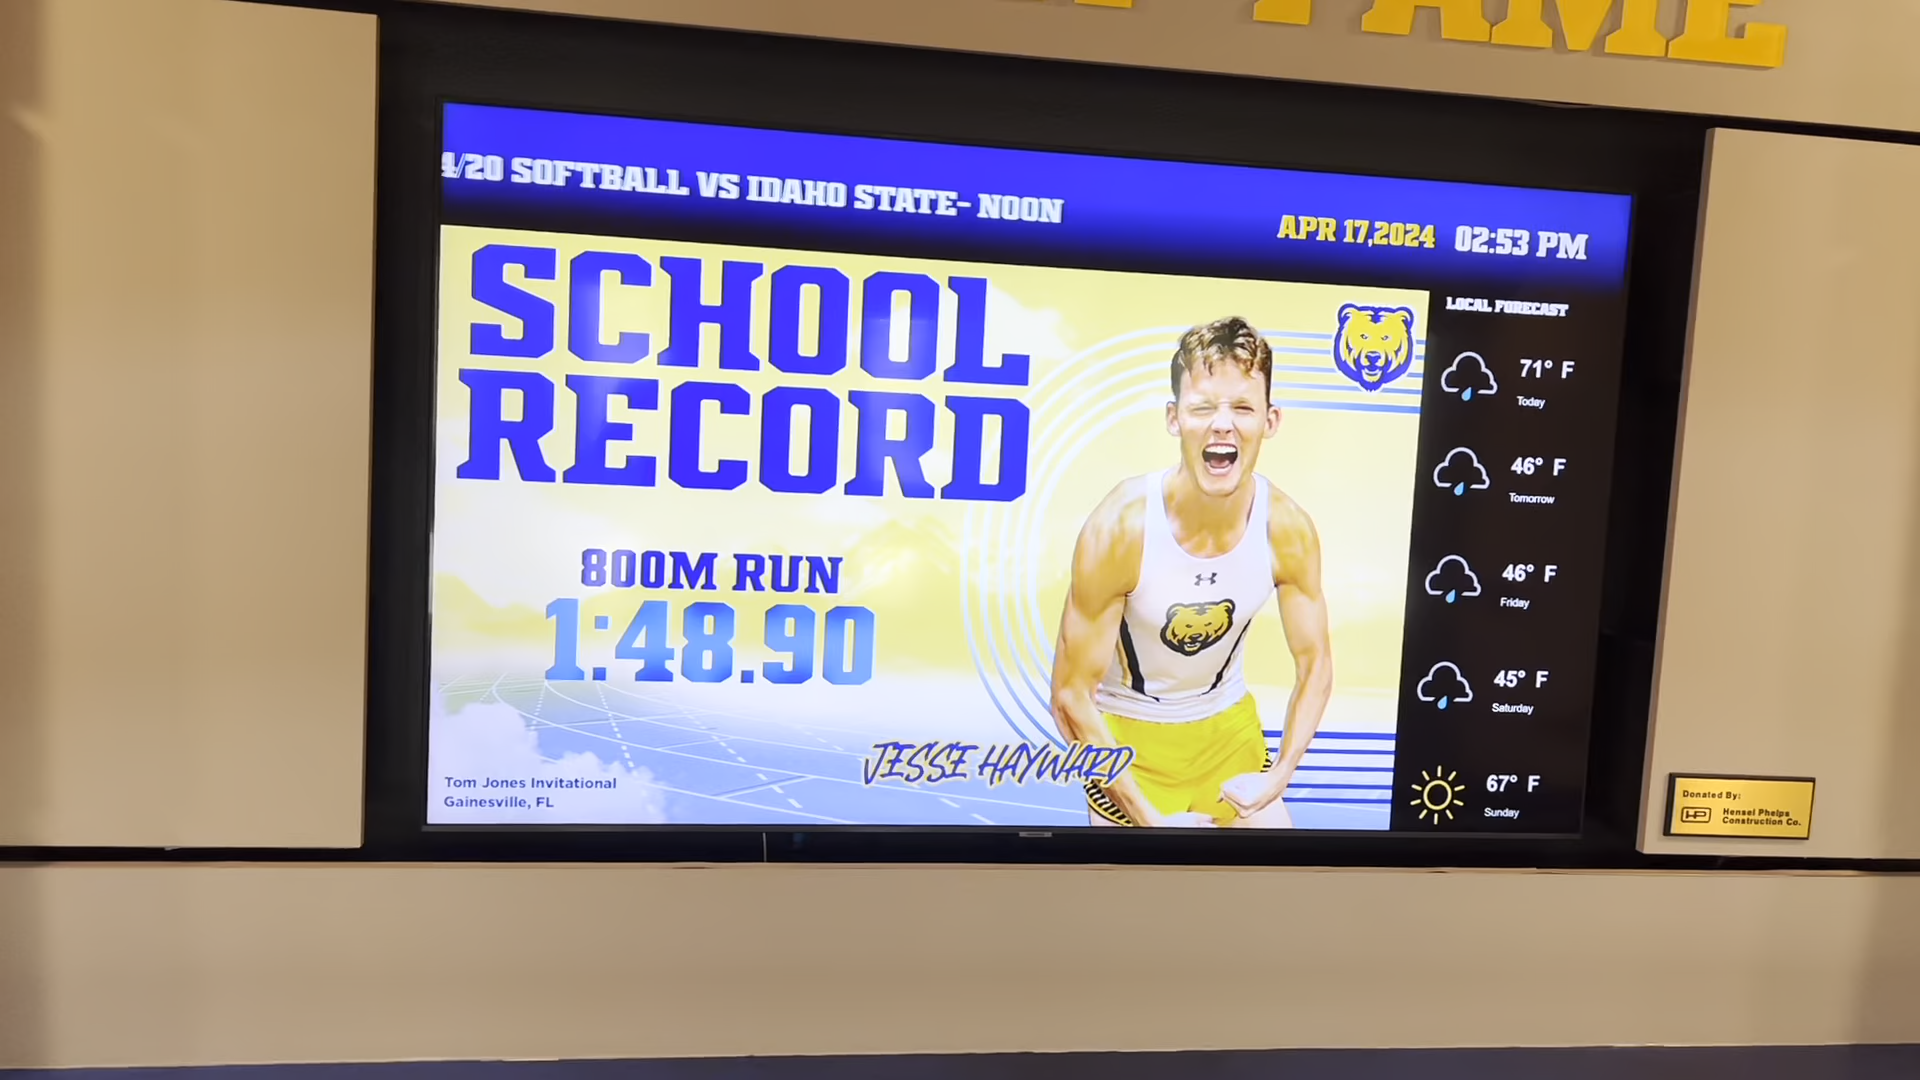 FAME
4/20 SOFTBALL VS IDAHO STATE- NOON
APR 17,2024 02:53 PM
SCHOOL
RECORD
800M RUN
1:48.90
JESSE HAYWARD
Tom Jones Invitational
Gainesville, FL
LOCAL FORECAST
71° F
Today
46° F
Tomorrow
46° F
Friday
45° F
Saturday
67° F
Sunday
Donated By:
HP
Hensel Phelps
Construction Co.